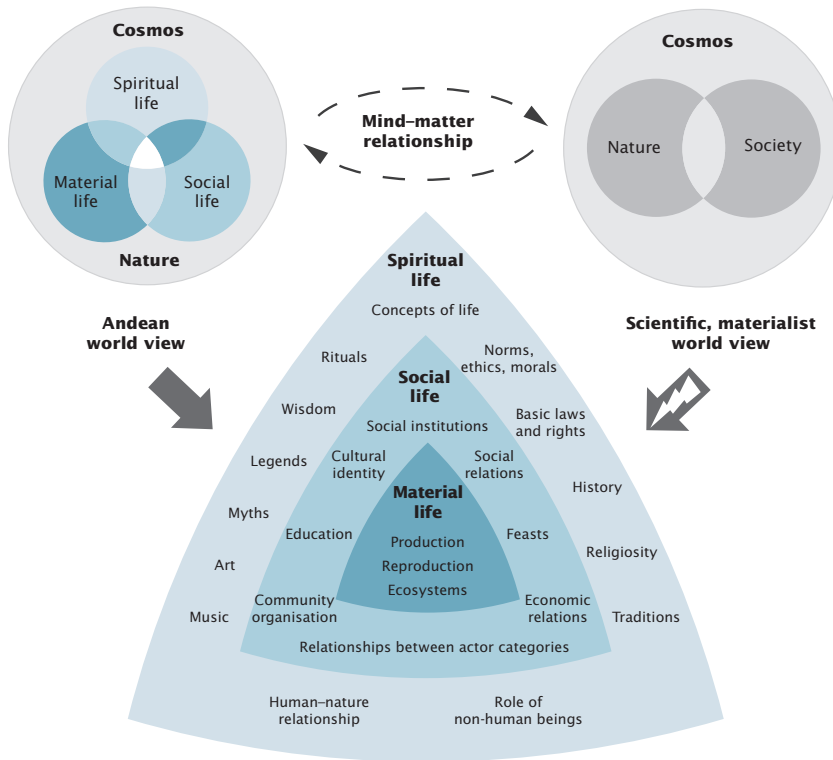 Cosmos
Spiritual
life
Material
life
Social
life
Nature
Andean
world view
Mind–matter
relationship
Cosmos
Nature
Society
Scientific, materialist
world view
Spiritual
life
Concepts of life
Rituals
Norms,
ethics, morals
Social
life
Wisdom
Basic laws
and rights
Social institutions
Legends
Cultural
identity
Social
relations
History
Material
life
Myths
Education
Production
Feasts
Religiosity
Art
Reproduction
Ecosystems
Music
Community
organisation
Economic
relations
Traditions
Relationships between actor categories
Human–nature
relationship
Role of
non-human beings